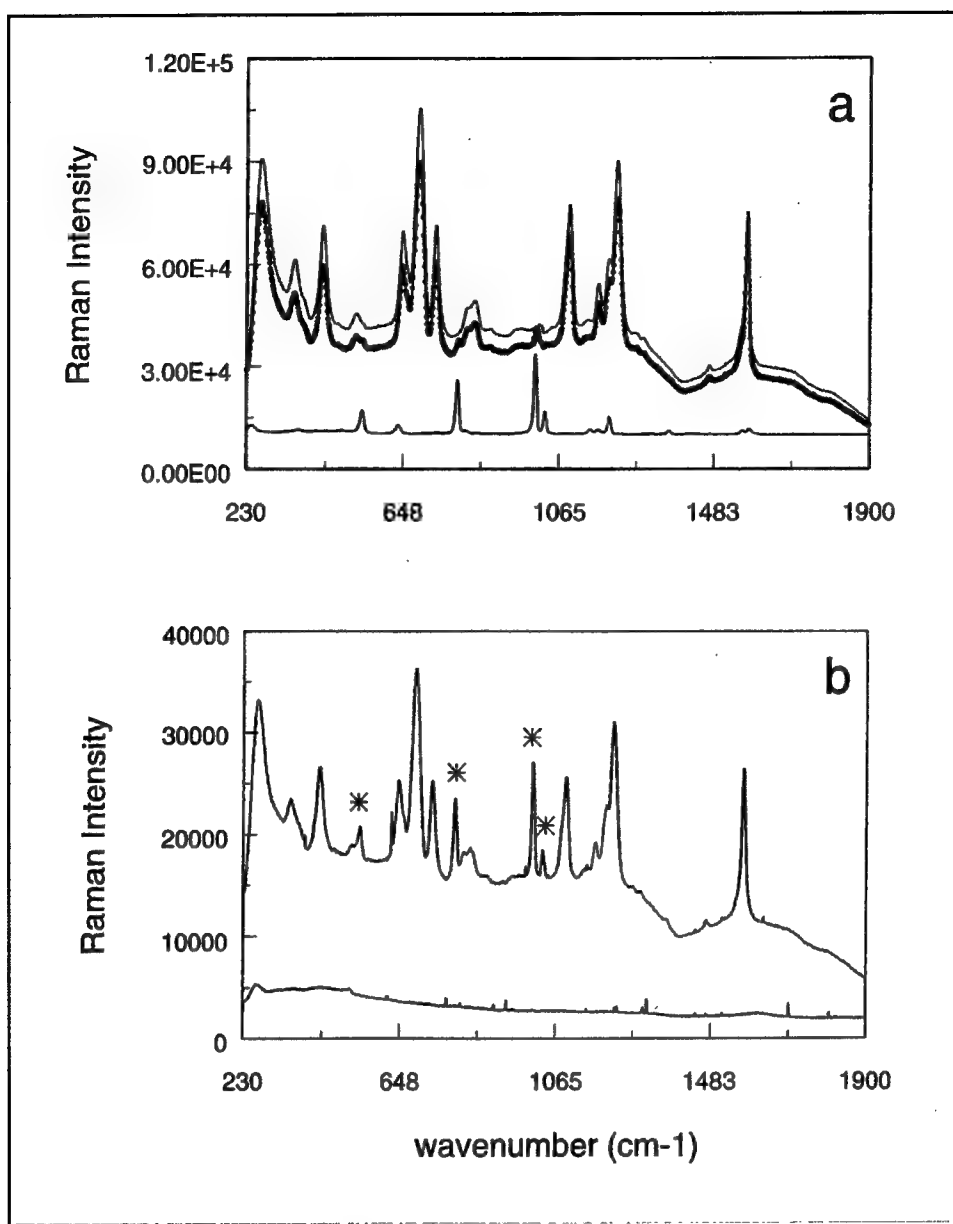 1.20E+5
a
9.00E+4
6.00E+4
3.00E+4
0.00E00
Raman Intensity
230 648 1065 1483 1900
40000
b
30000
20000
10000
0
Raman Intensity
* * * *
230 648 1065 1483 1900
wavenumber (cm-1)